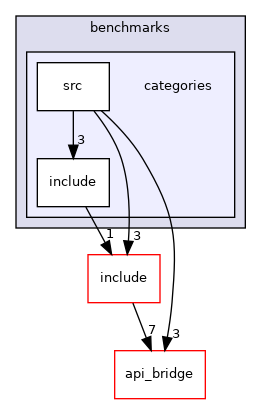 benchmarks
src
categories
3
include
1
3
include
7
3
api_bridge